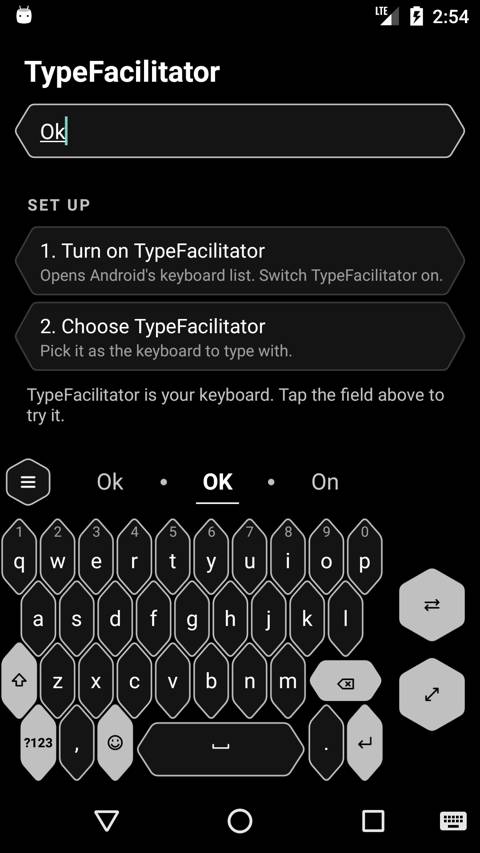 LTE 2:54
TypeFacilitator
Ok
SET UP
1. Turn on TypeFacilitator
Opens Android's keyboard list. Switch TypeFacilitator on.
2. Choose TypeFacilitator
Pick it as the keyboard to type with.
TypeFacilitator is your keyboard. Tap the field above to
try it.
Ok • OK • On
1 2 3 4 5 6 7 8 9 0
q w e r t y u i o p
a s d f g h j k l
z x c v b n m
?123 , .